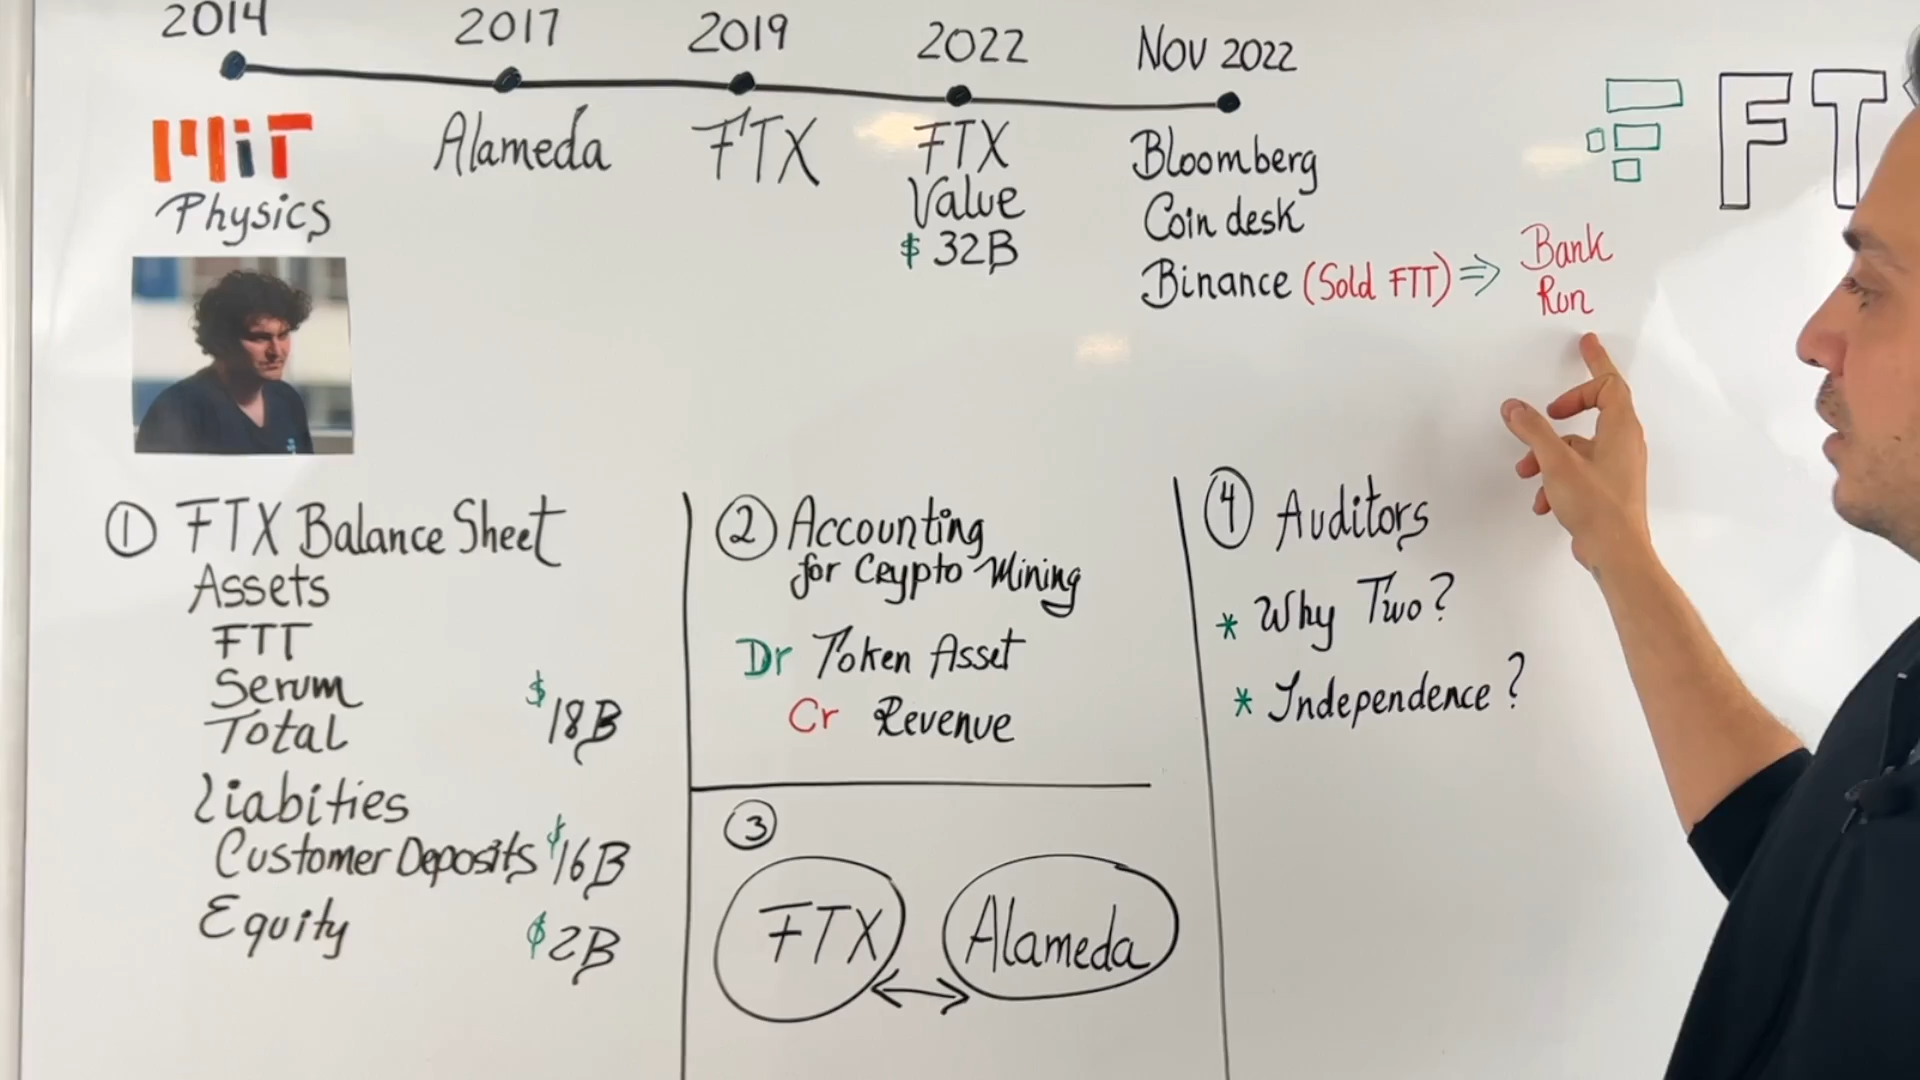 2014
2017
2019
2022
Nov 2022
MiT
Physics
Alameda
FTX
FTX
Value
$ 32B
Bloomberg
Coin desk
Binance (Sold FTT) ⇒ Bank
Run
FT
① FTX Balance Sheet
Assets
FTT
Serum
Total $18B
Liabities
Customer Deposits $16B
Equity $2B
② Accounting
for Crypto Mining
Dr Token Asset
Cr Revenue
③
FTX ↔ Alameda
④ Auditors
* Why Two?
* Independence?